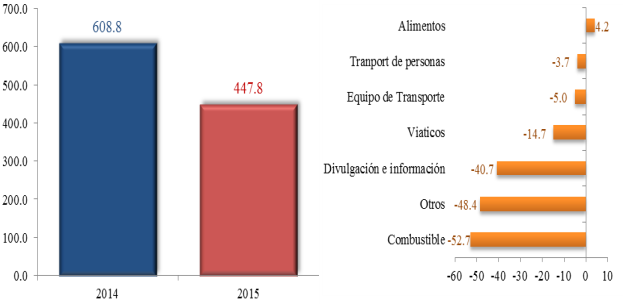 700.0
600.0
500.0
400.0
300.0
200.0
100.0
0.0
608.8
447.8
2014 2015
Alimentos 4.2
Tranport de personas -3.7
Equipo de Transporte -5.0
Viaticos -14.7
Divulgación e información -40.7
Otros -48.4
Combustible -52.7
-60 -50 -40 -30 -20 -10 0 10